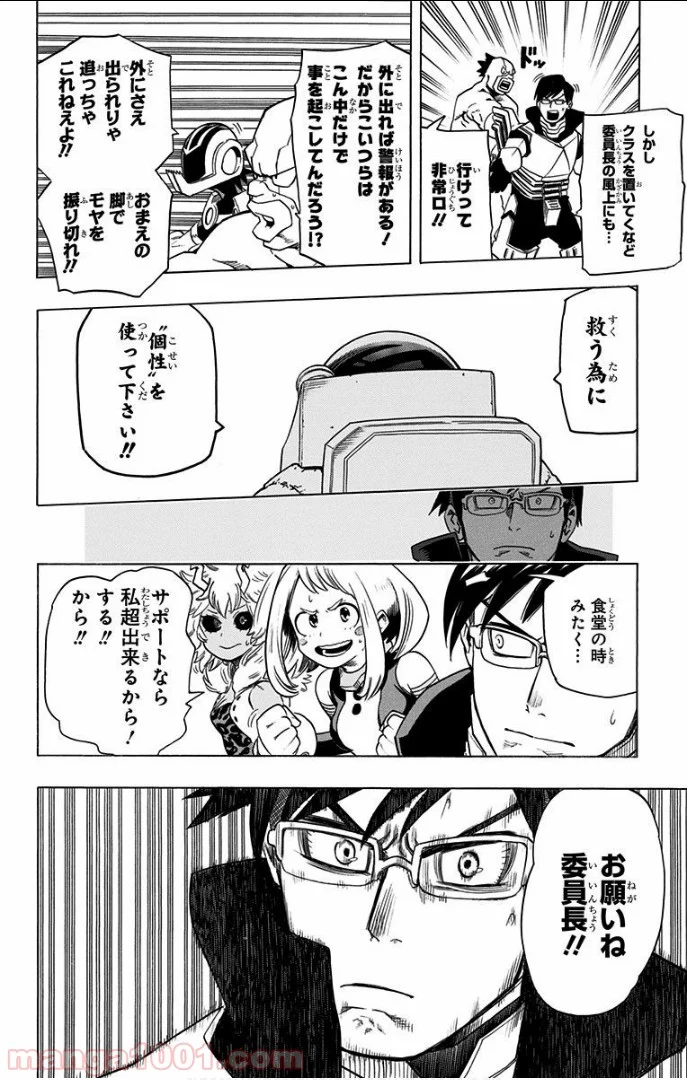 しかし
クラスを置いてくなど
委員長の風上にも…
ドッ
行けって
非常口!!
外に出れば警報がある!
だからこいつらは
こん中だけで
事を起こしてんだろう!?
外にさえ
出られりゃ
追っちゃ
これねえよ!!
おまえの
脚で
モヤを
振り切れ!!
救う為に
"個性"を
使って下さい!!
食堂の時
みたく…
サポートなら
私超出来るから!
する!!
から!!
お願いね
委員長!!
manga1001.com